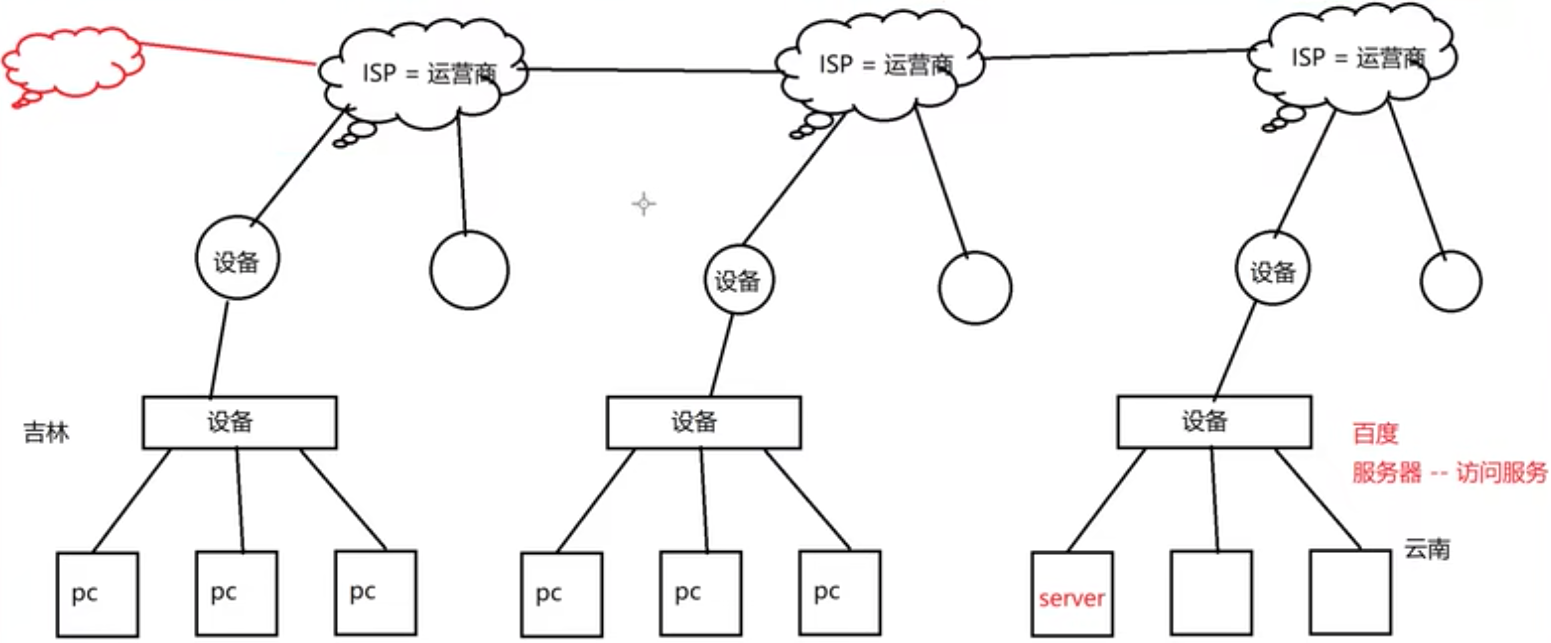 ISP = 运营商
ISP = 运营商
ISP = 运营商
设备
设备
设备
吉林
设备
设备
设备
百度
服务器 -- 访问服务
云南
pc
pc
pc
pc
pc
pc
server